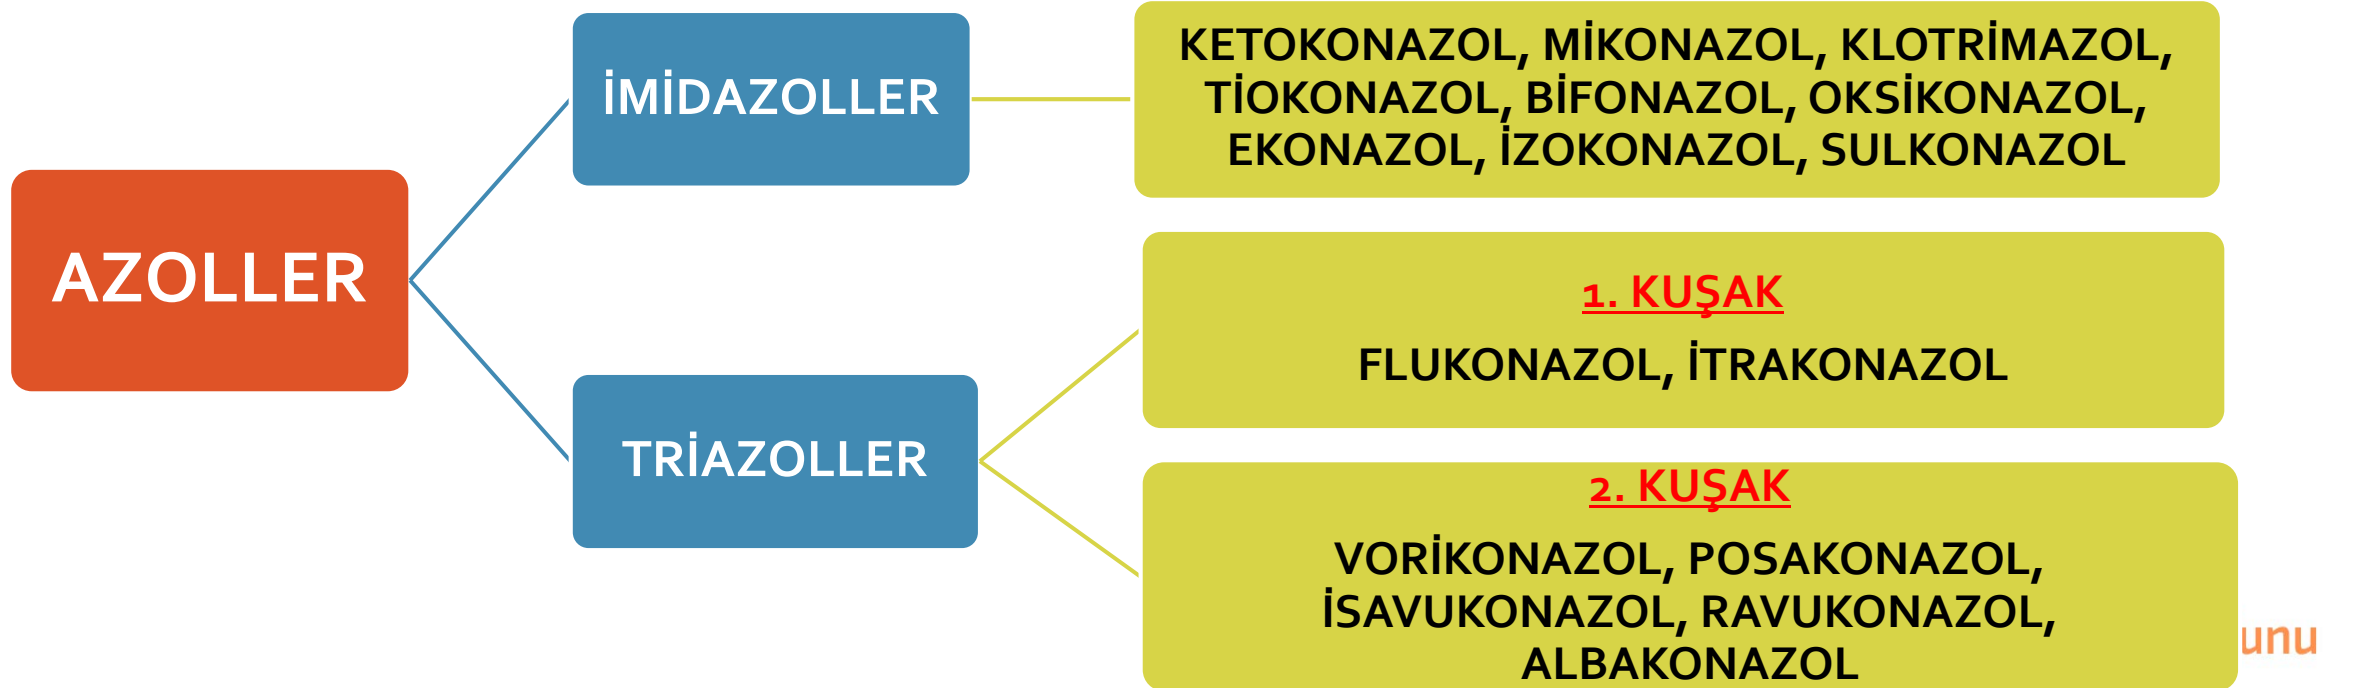 AZOLLER
İMİDAZOLLER
KETOKONAZOL, MİKONAZOL, KLOTRİMAZOL,
TİOKONAZOL, BİFONAZOL, OKSİKONAZOL,
EKONAZOL, İZOKONAZOL, SULKONAZOL
TRİAZOLLER
1. KUŞAK
FLUKONAZOL, İTRAKONAZOL
2. KUŞAK
VORİKONAZOL, POSAKONAZOL,
İSAVUKONAZOL, RAVUKONAZOL,
ALBAKONAZOL
unu